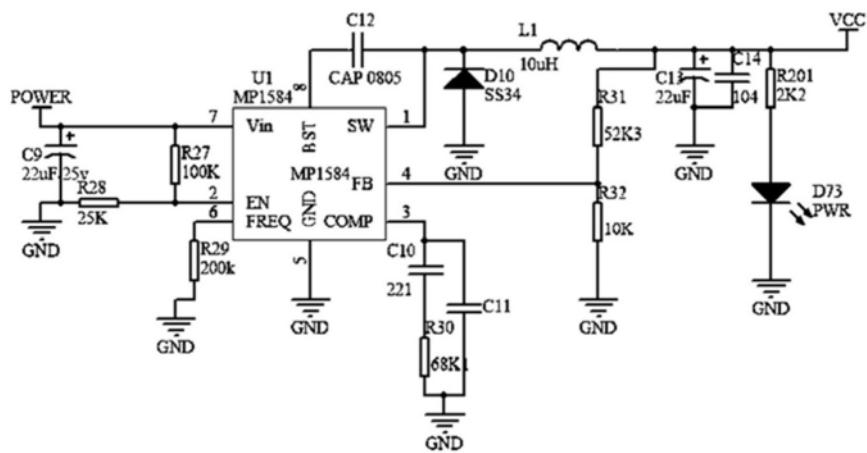 VCC
C12
L1
CAP 0805
10uH
U1
MP1584
8
POWER
7
Vin
BST
SW
1
D10
SS34
C13
22uF
C14
104
R201
2K2
R31
52K3
C9
22uF,25v
R27
100K
MP1584
FB
4
GND
R28
25K
2
EN
6
FREQ
GND
COMP
3
R32
10K
GND
D73
PWR
GND
R29
200k
5
C10
221
C11
GND
GND
GND
GND
R30
68K1
GND
GND